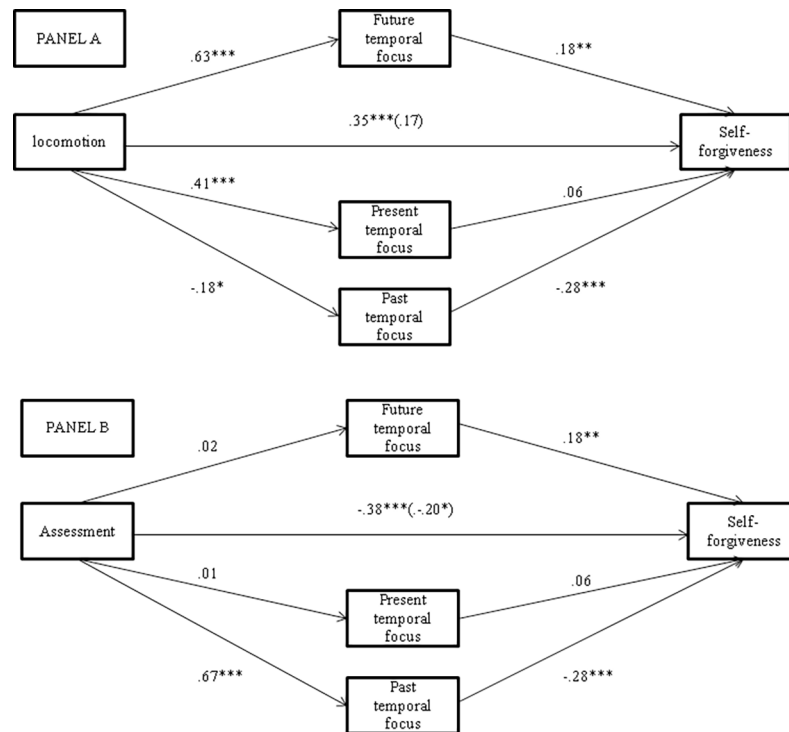 PANEL A
Future
temporal
focus
.63***
.18**
locomotion
.35***(.17)
Self-
forgiveness
.41***
Present
temporal
focus
.06
-.18*
Past
temporal
focus
-.28***
PANEL B
Future
temporal
focus
.02
.18**
Assessment
-.38***(.-.20*)
Self-
forgiveness
.01
Present
temporal
focus
.06
.67***
Past
temporal
focus
-.28***